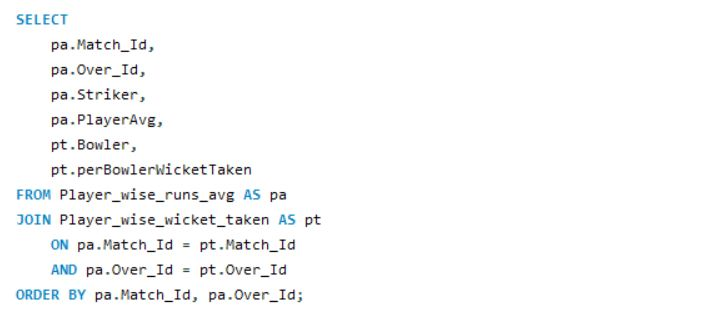 SELECT
    pa.Match_Id,
    pa.Over_Id,
    pa.Striker,
    pa.PlayerAvg,
    pt.Bowler,
    pt.perBowlerWicketTaken
FROM Player_wise_runs_avg AS pa
JOIN Player_wise_wicket_taken AS pt
    ON pa.Match_Id = pt.Match_Id
    AND pa.Over_Id = pt.Over_Id
ORDER BY pa.Match_Id, pa.Over_Id;